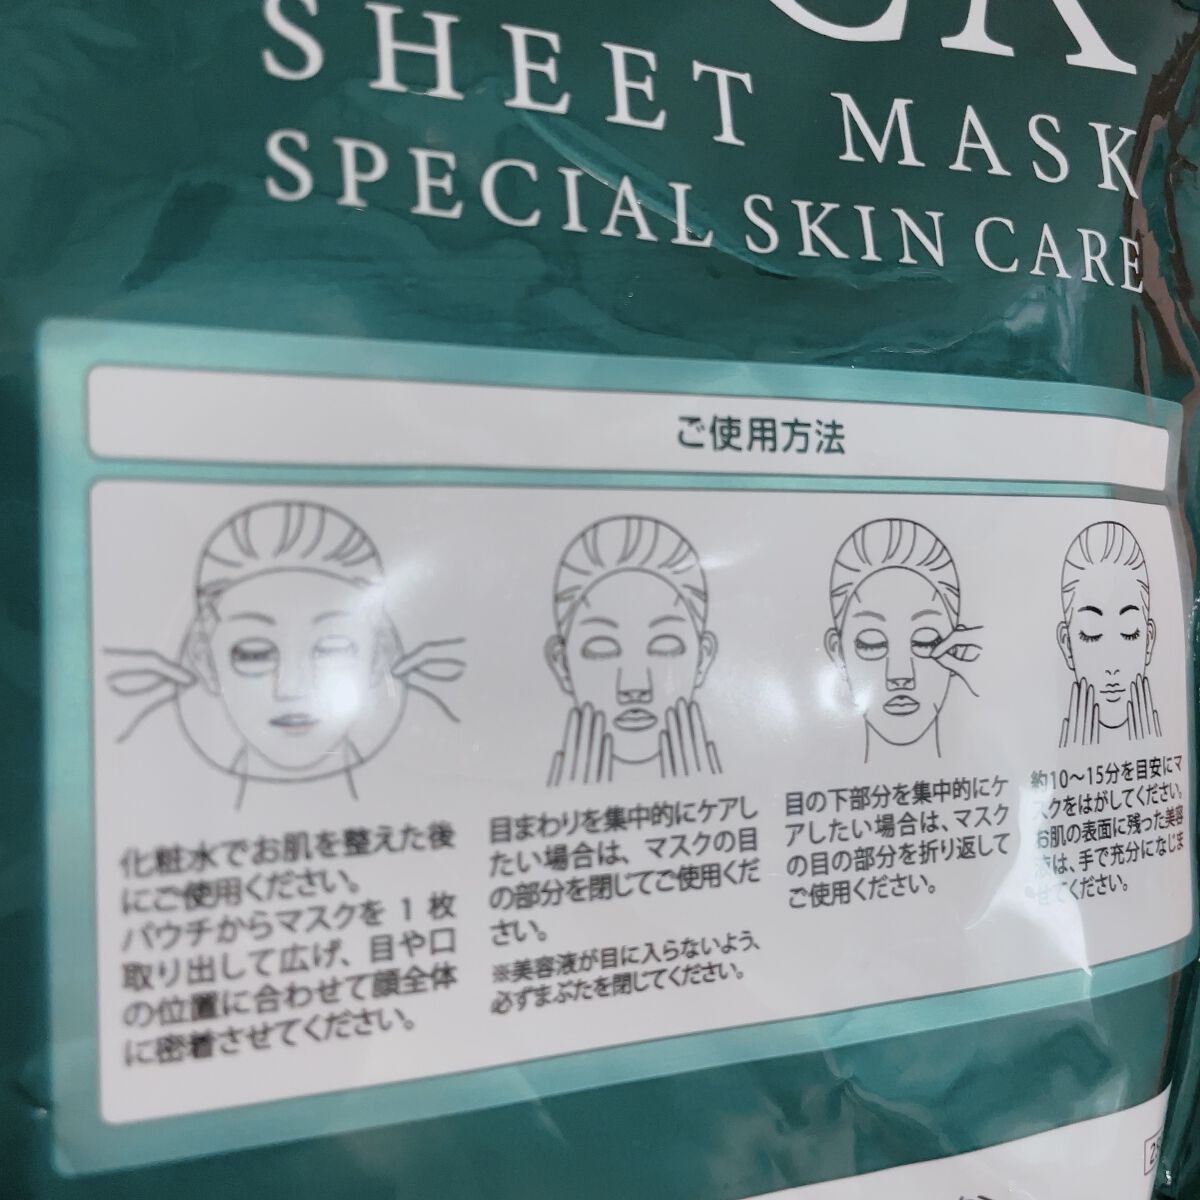 CK
SHEET MASK
SPECIAL SKIN CARE
ご使用方法
化粧水でお肌を整えた後
にご使用ください。
パウチからマスクを1枚
取り出して広げ、目や口
の位置に合わせて顔全体
に密着させてください。
目まわりを集中的にケアし
たい場合は、マスクの目
の部分を閉じてご使用くだ
さい。
※美容液が目に入らないよう、
必ずまぶたを閉じてください。
目の下部分を集中的にケ
アしたい場合は、マスク
の目の部分を折り返して
ご使用ください。
約10〜15分を目安にマ
スクをはがしてください。
お肌の表面に残った美容
液は、手で充分になじま
せてください。